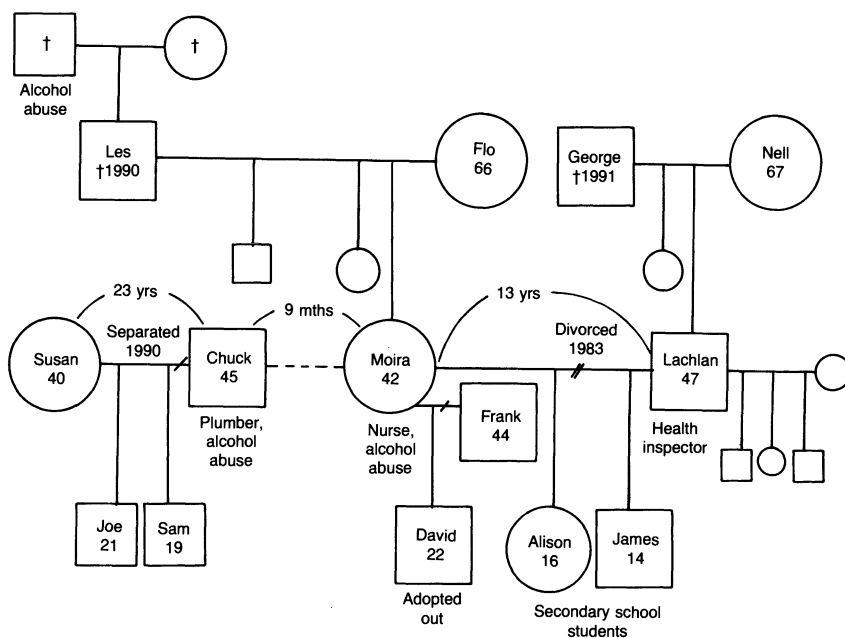 †
†
Alcohol
abuse
Les
†1990
Flo
66
George
†1991
Nell
67
23 yrs
9 mths
13 yrs
Separated
1990
Divorced
1983
Susan
40
Chuck
45
Moira
42
Lachlan
47
Plumber,
alcohol
abuse
Nurse,
alcohol
abuse
Frank
44
Health
inspector
Joe
21
Sam
19
David
22
Alison
16
James
14
Adopted
out
Secondary school
students